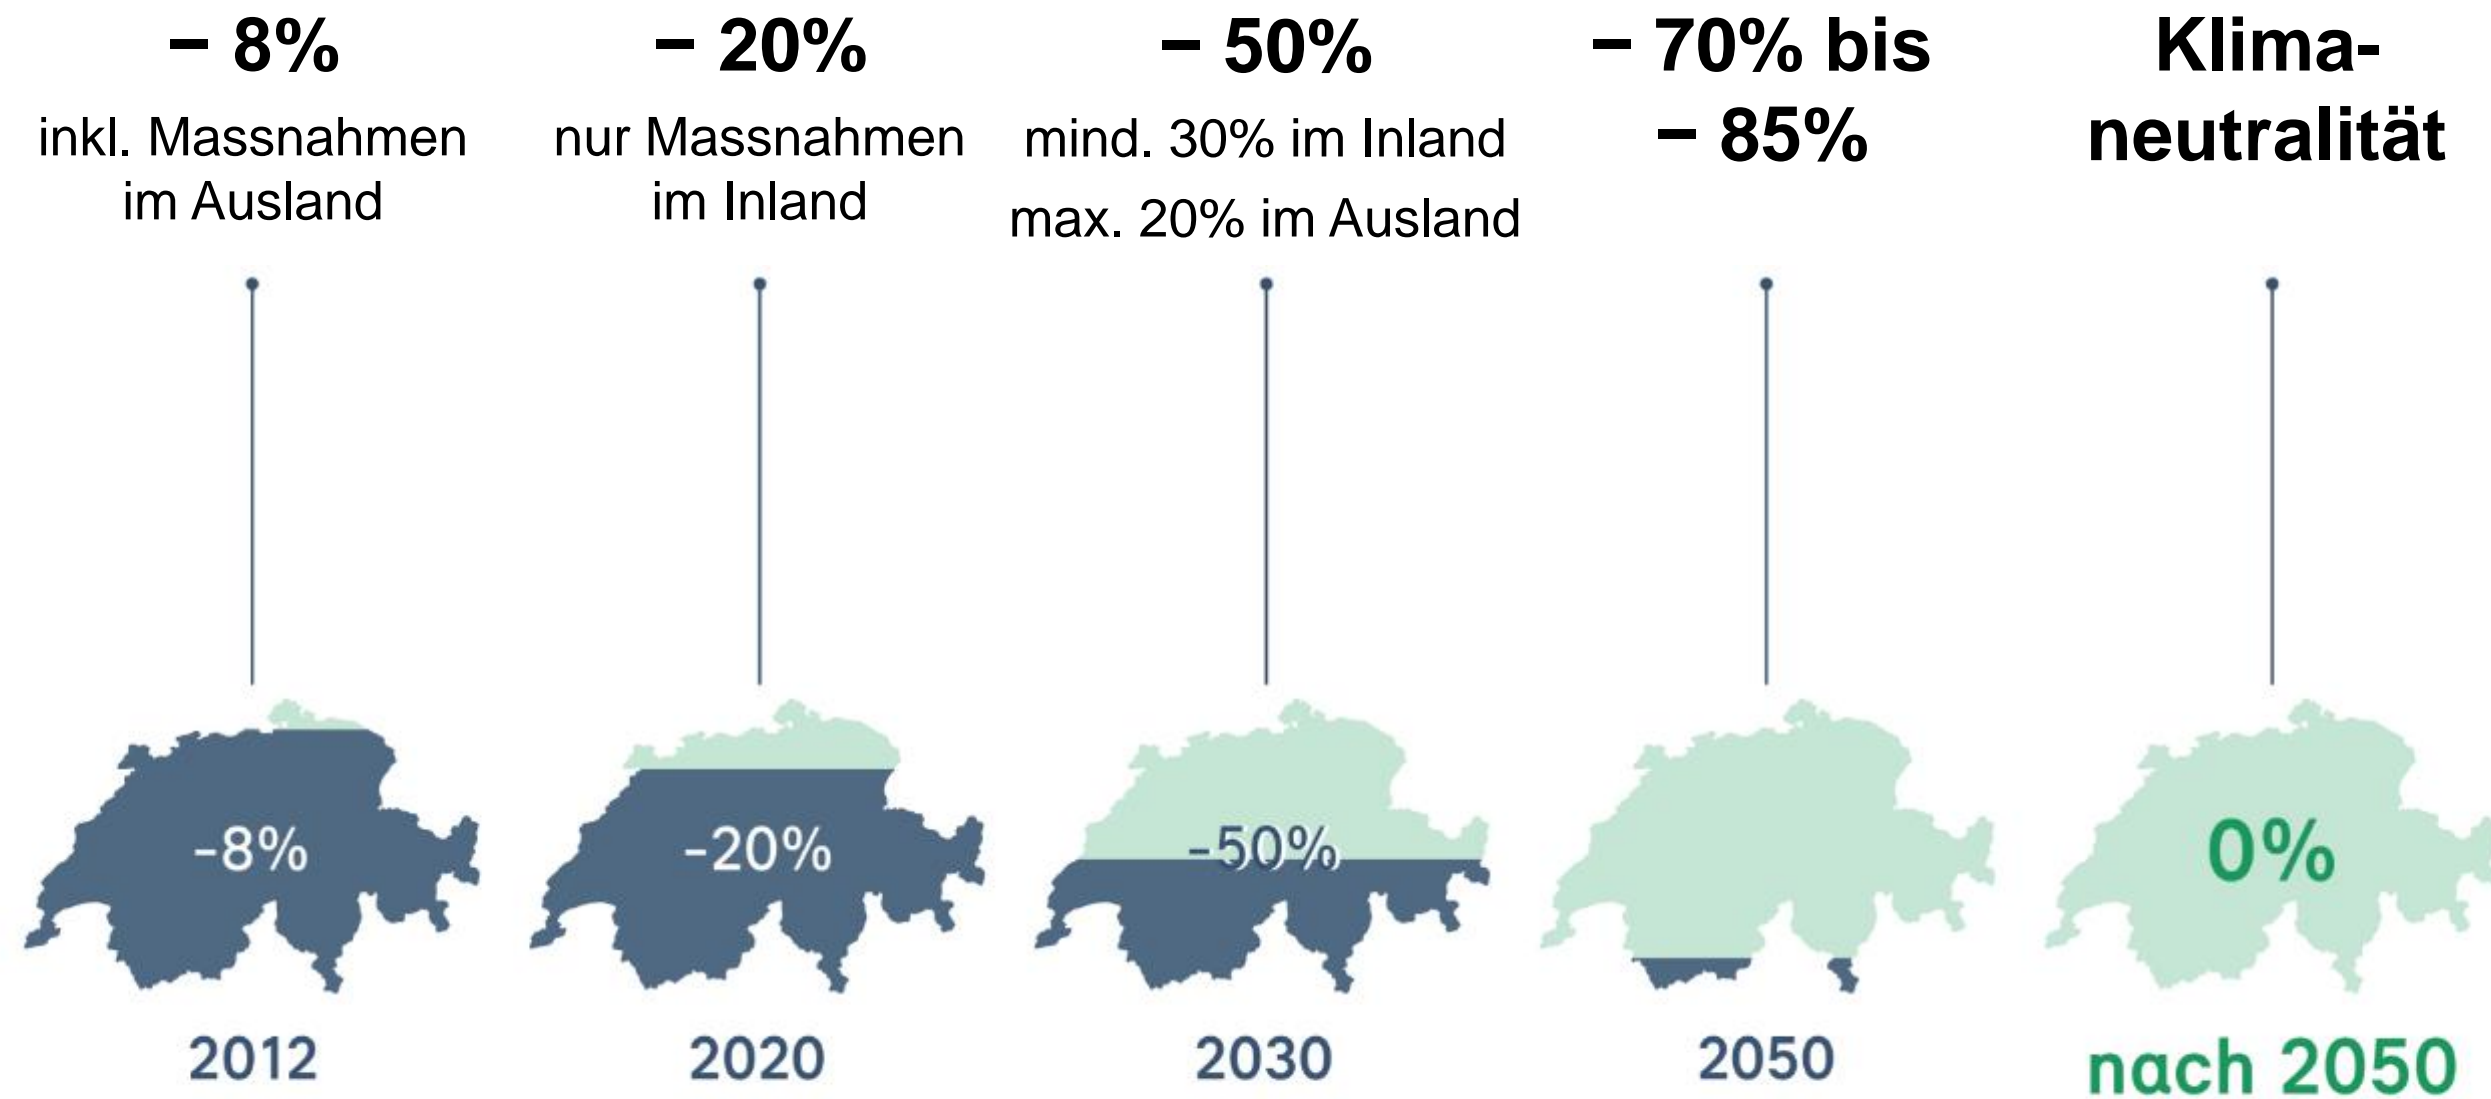 – 8%
inkl. Massnahmen
im Ausland
– 20%
nur Massnahmen
im Inland
– 50%
mind. 30% im Inland
max. 20% im Ausland
– 70% bis
– 85%
Klima-
neutralität
-8%
-20%
-50%
0%
2012
2020
2030
2050
nach 2050